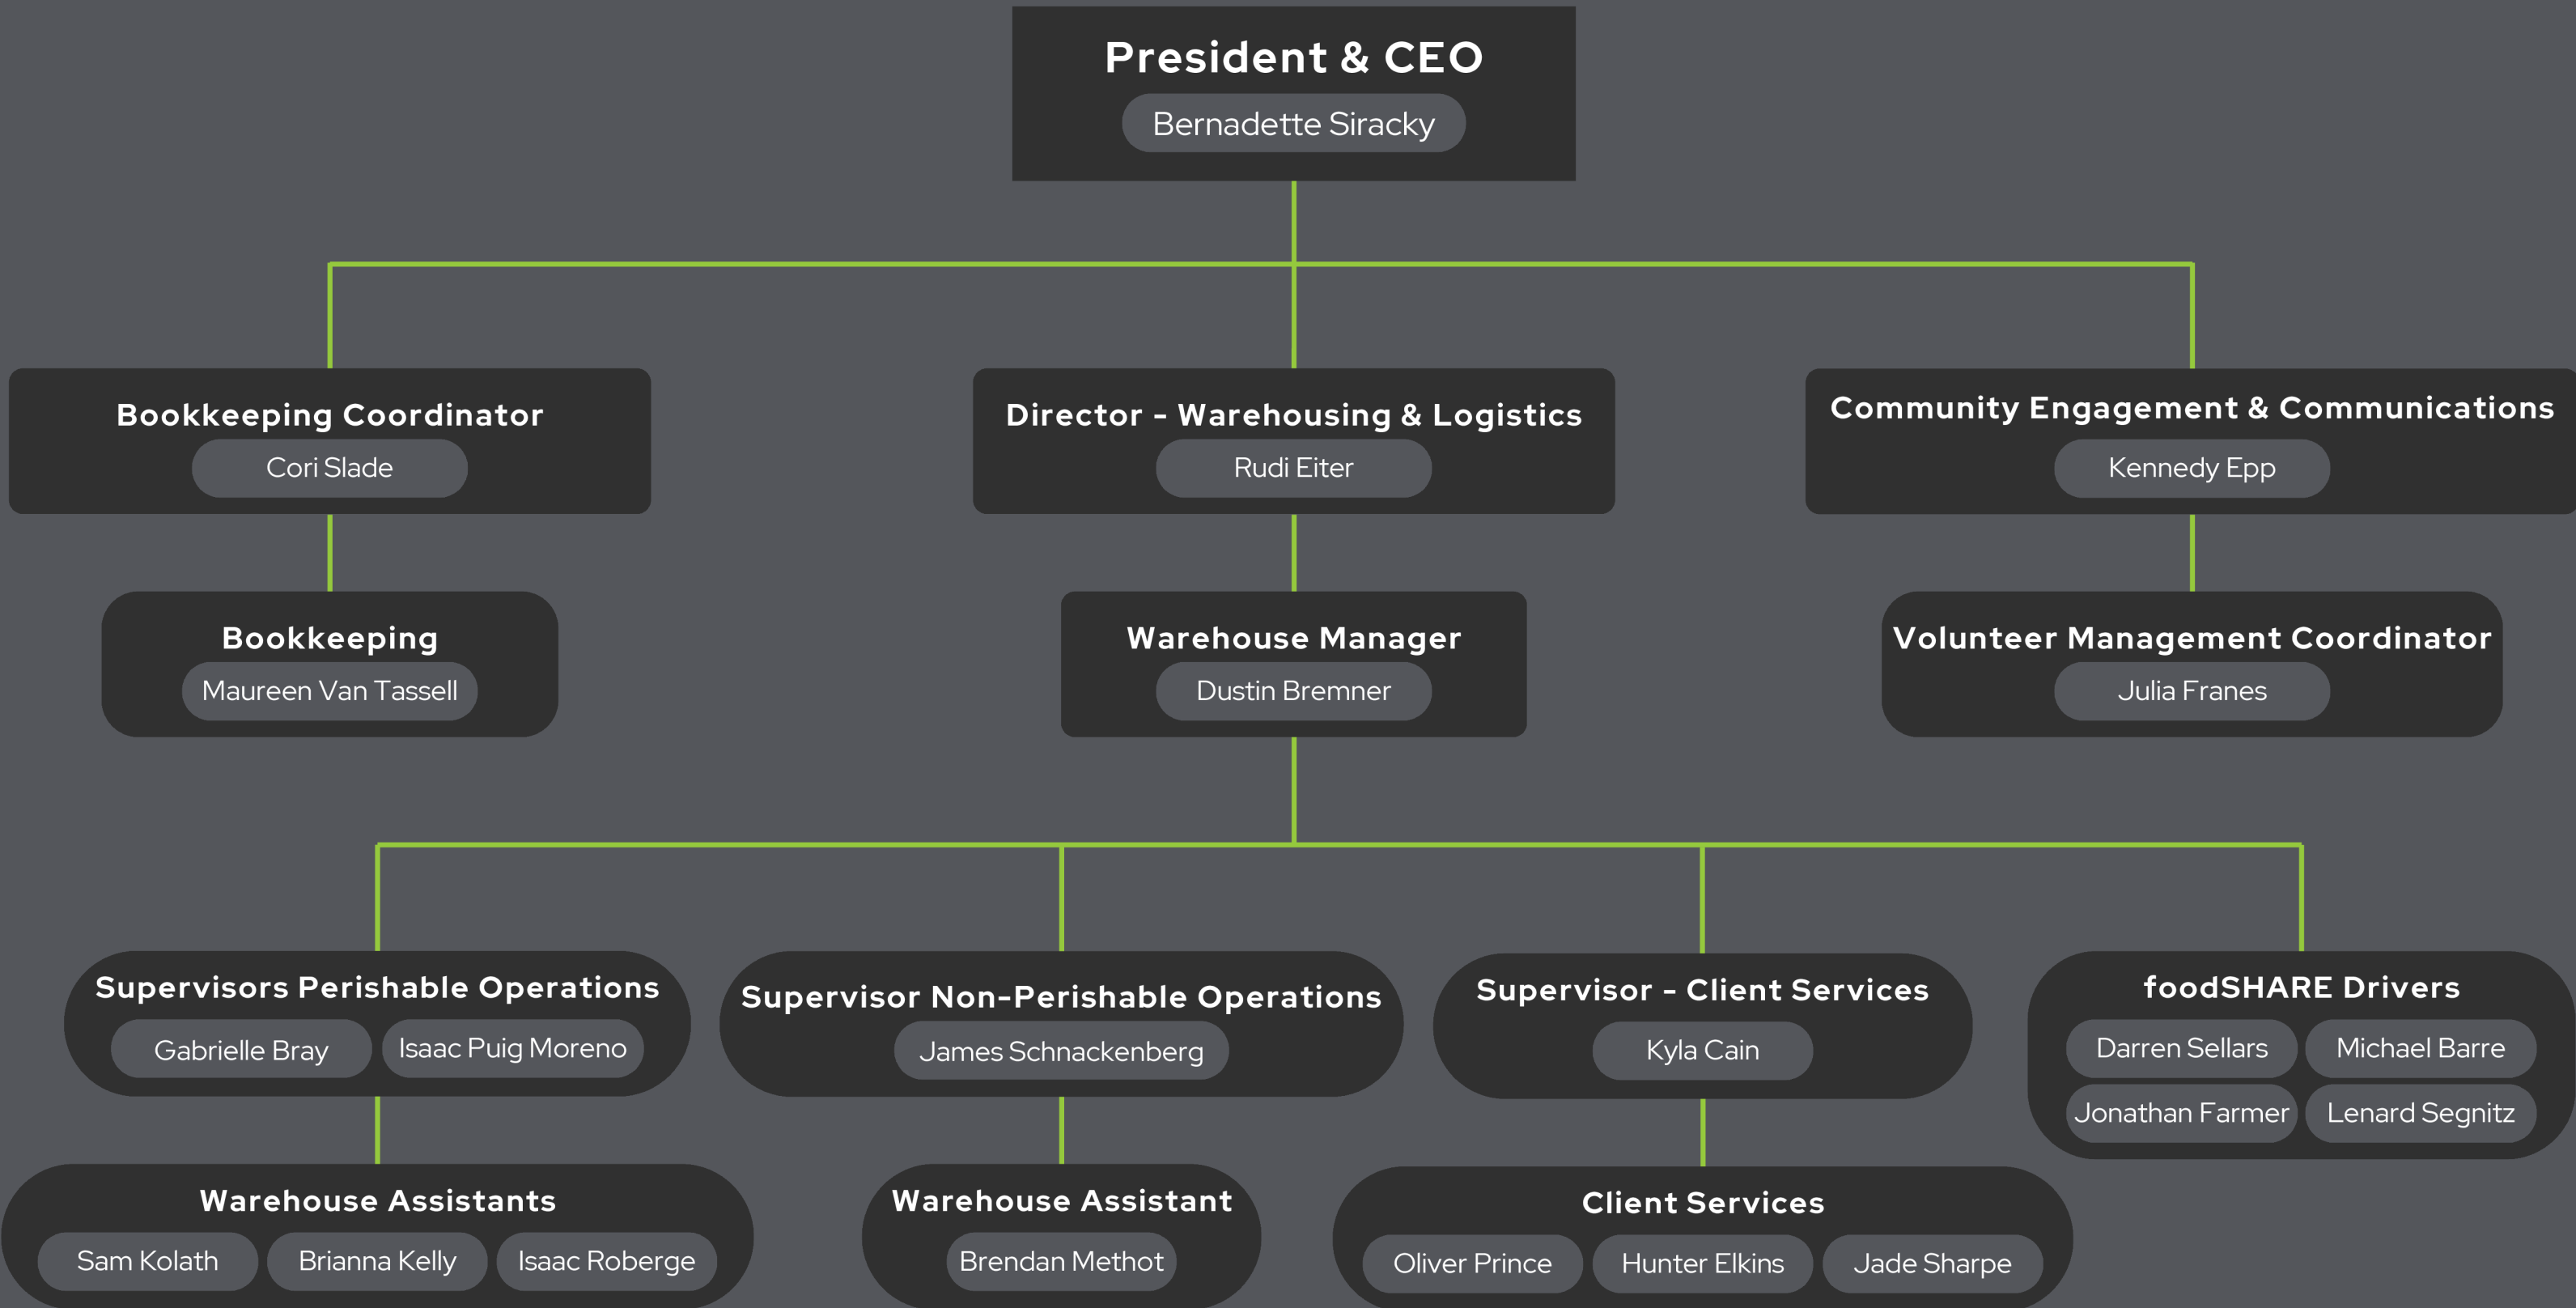 President & CEO
Bernadette Siracky
Bookkeeping Coordinator
Cori Slade
Director - Warehousing & Logistics
Rudi Eiter
Community Engagement & Communications
Kennedy Epp
Bookkeeping
Maureen Van Tassell
Warehouse Manager
Dustin Bremner
Volunteer Management Coordinator
Julia Franes
Supervisors Perishable Operations
Gabrielle Bray
Isaac Puig Moreno
Supervisor Non-Perishable Operations
James Schnackenberg
Supervisor - Client Services
Kyla Cain
foodSHARE Drivers
Darren Sellars
Michael Barre
Jonathan Farmer
Lenard Segnitz
Warehouse Assistants
Sam Kolath
Brianna Kelly
Isaac Roberge
Warehouse Assistant
Brendan Methot
Client Services
Oliver Prince
Hunter Elkins
Jade Sharpe